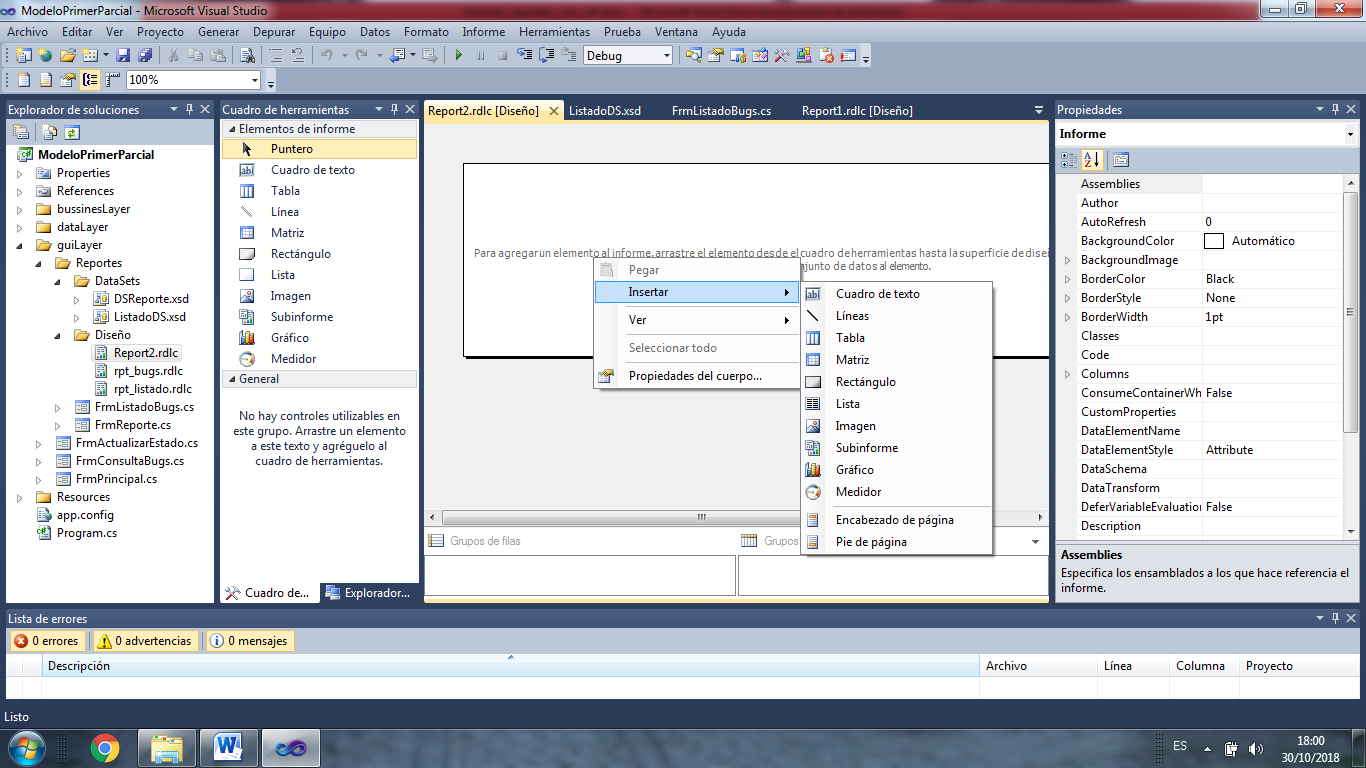 ModeloPrimerParcial - Microsoft Visual Studio
Archivo Editar Ver Proyecto Generar Depurar Equipo Datos Formato Informe Herramientas Prueba Ventana Ayuda
Debug
100%
Explorador de soluciones
ModeloPrimerParcial
Properties
References
bussinesLayer
dataLayer
guiLayer
Reportes
DataSets
DSReporte.xsd
ListadoDS.xsd
Diseño
Report2.rdlc
rpt_bugs.rdlc
rpt_listado.rdlc
FrmListadoBugs.cs
FrmReporte.cs
FrmActualizarEstado.cs
FrmConsultaBugs.cs
FrmPrincipal.cs
Resources
app.config
Program.cs
Cuadro de herramientas
Elementos de informe
Puntero
Cuadro de texto
Tabla
Línea
Matriz
Rectángulo
Lista
Imagen
Subinforme
Gráfico
Medidor
General
No hay controles utilizables en
este grupo. Arrastre un elemento
a este texto y agréguelo al
cuadro de herramientas.
Cuadro de...
Explorador...
Report2.rdlc [Diseño] ListadoDS.xsd FrmListadoBugs.cs Report1.rdlc [Diseño]
Para agregar un elemento al informe, arrastre el elemento desde el cuadro de herramientas hasta la superficie de diseñ
njunto de datos al elemento.
Pegar
Insertar
Ver
Seleccionar todo
Propiedades del cuerpo...
Cuadro de texto
Líneas
Tabla
Matriz
Rectángulo
Lista
Imagen
Subinforme
Gráfico
Medidor
Encabezado de página
Pie de página
Grupos de filas
Grupos
Propiedades
Informe
Assemblies
Author
AutoRefresh 0
BackgroundColor Automático
BackgroundImage
BorderColor Black
BorderStyle None
BorderWidth 1pt
Classes
Code
Columns
ConsumeContainerWh False
CustomProperties
DataElementName
DataElementStyle Attribute
DataSchema
DataTransform
DeferVariableEvaluation False
Description
Assemblies
Especifica los ensamblados a los que hace referencia el
informe.
Lista de errores
0 errores 0 advertencias 0 mensajes
Descripción Archivo Línea Columna Proyecto
Listo
ES
18:00
30/10/2018